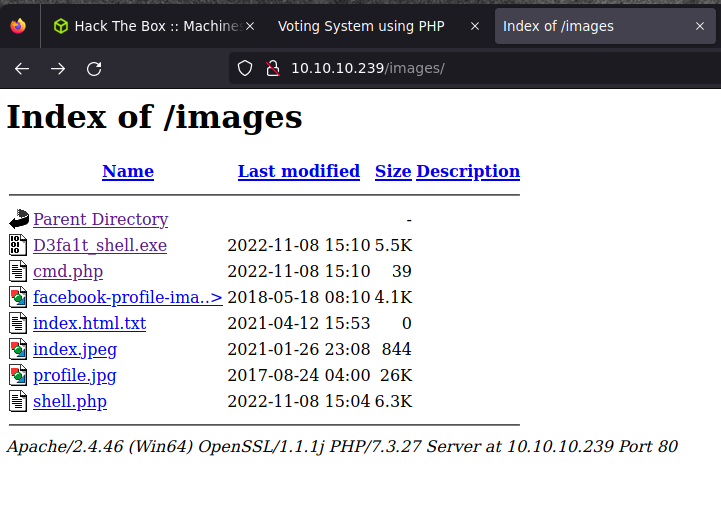 Hack The Box :: Machines
Voting System using PHP
Index of /images
10.10.10.239/images/
Index of /images
Name Last modified Size Description
Parent Directory -
D3fa1t_shell.exe 2022-11-08 15:10 5.5K
cmd.php 2022-11-08 15:10 39
facebook-profile-ima..> 2018-05-18 08:10 4.1K
index.html.txt 2021-04-12 15:53 0
index.jpeg 2021-01-26 23:08 844
profile.jpg 2017-08-24 04:00 26K
shell.php 2022-11-08 15:04 6.3K
Apache/2.4.46 (Win64) OpenSSL/1.1.1j PHP/7.3.27 Server at 10.10.10.239 Port 80